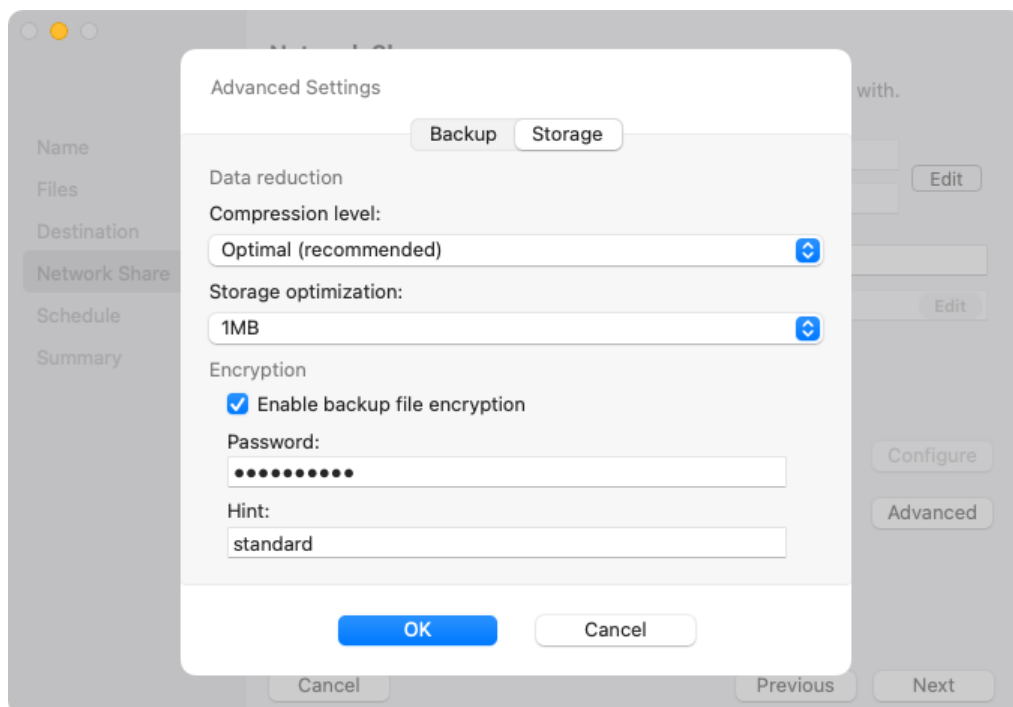 with.
Advanced Settings
Backup
Storage
Name
Files
Destination
Network Share
Schedule
Summary
Data reduction
Compression level:
Optimal (recommended)
Storage optimization:
1MB
Encryption
Enable backup file encryption
Password:
●●●●●●●●●●
Hint:
standard
OK
Cancel
Edit
Edit
Configure
Advanced
Cancel
Previous
Next